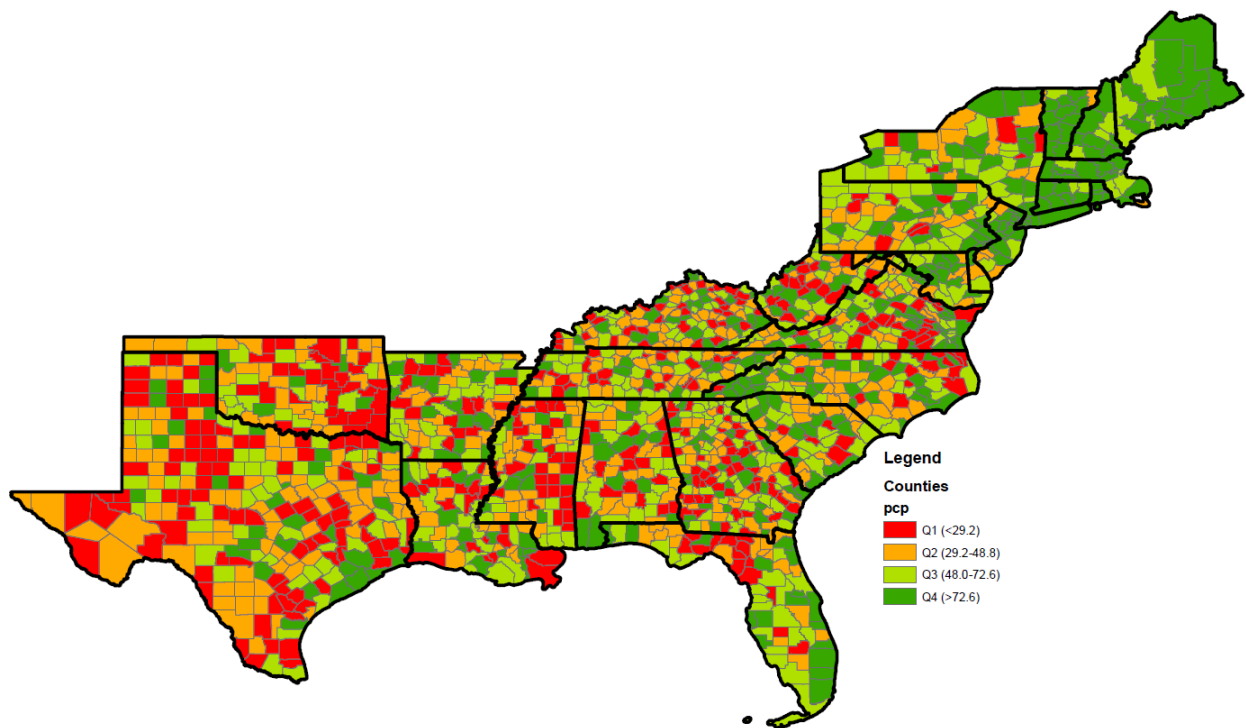 Legend
Counties
pcp
Q1 (<29.2)
Q2 (29.2-48.8)
Q3 (48.0-72.6)
Q4 (>72.6)